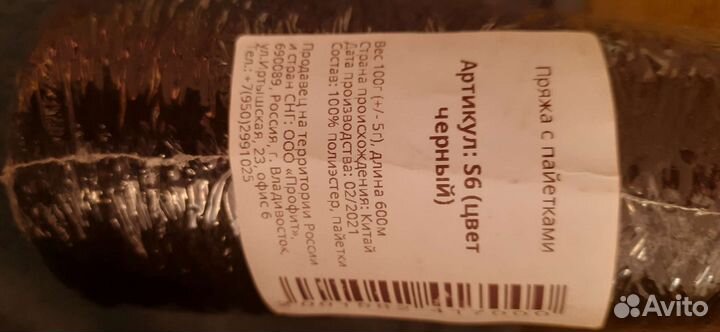 Пряжа с пайетками
Артикул: S6 (цвет
черный)
Вес 100г (+/- 5г), длина 600м
Страна происхождения: Китай
Дата производства: 02/2021
Состав: 100% полиэстер, пайетки
Продавец на территории России
и стран СНГ: ООО «Профит»,
690089, Россия, г. Владивосток,
ул.Иртышская, 23, офис 6
Тел.: +7(950)2991025
Avito